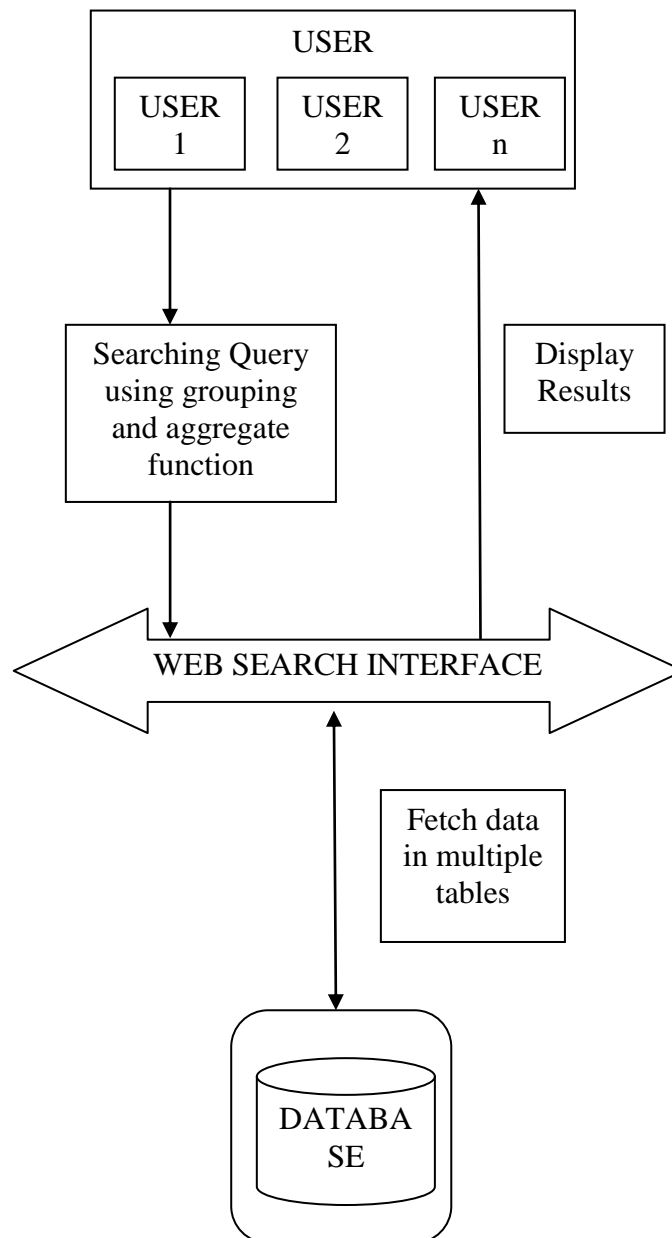 USER
USER
1
USER
2
USER
n
Searching Query
using grouping
and aggregate
function
Display
Results
WEB SEARCH INTERFACE
Fetch data
in multiple
tables
DATABA
SE